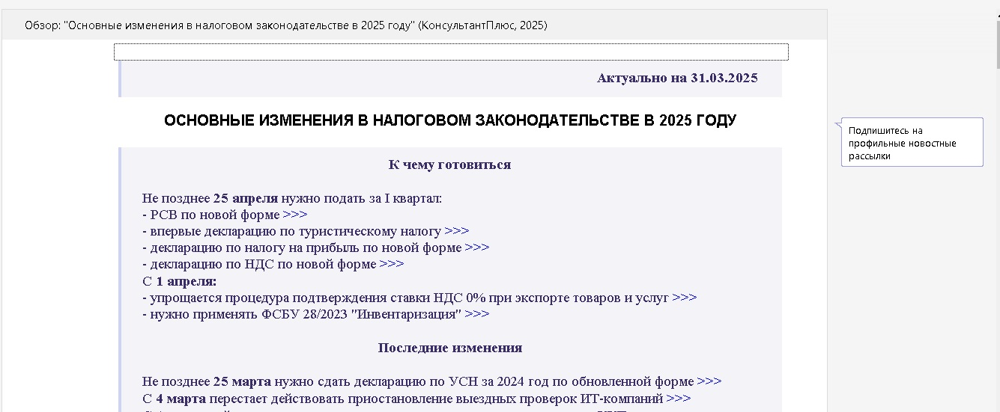 Обзор: "Основные изменения в налоговом законодательстве в 2025 году" (КонсультантПлюс, 2025)
Актуально на 31.03.2025
ОСНОВНЫЕ ИЗМЕНЕНИЯ В НАЛОГОВОМ ЗАКОНОДАТЕЛЬСТВЕ В 2025 ГОДУ
Подпишитесь на
профильные новостные
рассылки
К чему готовиться
Не позднее 25 апреля нужно подать за I квартал:
- РСВ по новой форме >>>
- впервые декларацию по туристическому налогу >>>
- декларацию по налогу на прибыль по новой форме >>>
- декларацию по НДС по новой форме >>>
С 1 апреля:
- упрощается процедура подтверждения ставки НДС 0% при экспорте товаров и услуг >>>
- нужно применять ФСБУ 28/2023 "Инвентаризация" >>>
Последние изменения
Не позднее 25 марта нужно сдать декларацию по УСН за 2024 год по обновленной форме >>>
С 4 марта перестает действовать приостановление выездных проверок ИТ-компаний >>>